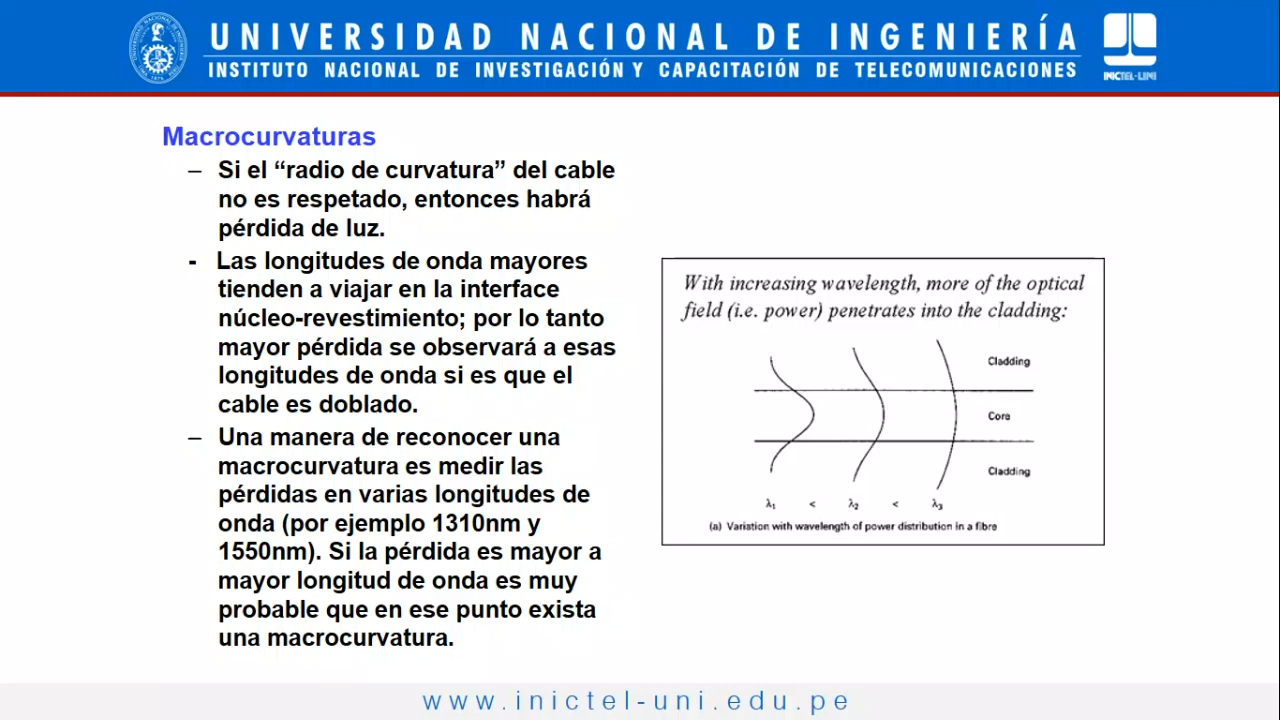 UNIVERSIDAD NACIONAL DE INGENIERÍA
INSTITUTO NACIONAL DE INVESTIGACIÓN Y CAPACITACIÓN DE TELECOMUNICACIONES
INICTEL-UNI
Macrocurvaturas
– Si el “radio de curvatura” del cable
no es respetado, entonces habrá
pérdida de luz.
- Las longitudes de onda mayores
tienden a viajar en la interface
núcleo-revestimiento; por lo tanto
mayor pérdida se observará a esas
longitudes de onda si es que el
cable es doblado.
– Una manera de reconocer una
macrocurvatura es medir las
pérdidas en varias longitudes de
onda (por ejemplo 1310nm y
1550nm). Si la pérdida es mayor a
mayor longitud de onda es muy
probable que en ese punto exista
una macrocurvatura.
With increasing wavelength, more of the optical
field (i.e. power) penetrates into the cladding:
Cladding
Core
Cladding
λ₁ < λ₂ < λ₃
(a) Variation with wavelength of power distribution in a fibre
www.inictel-uni.edu.pe